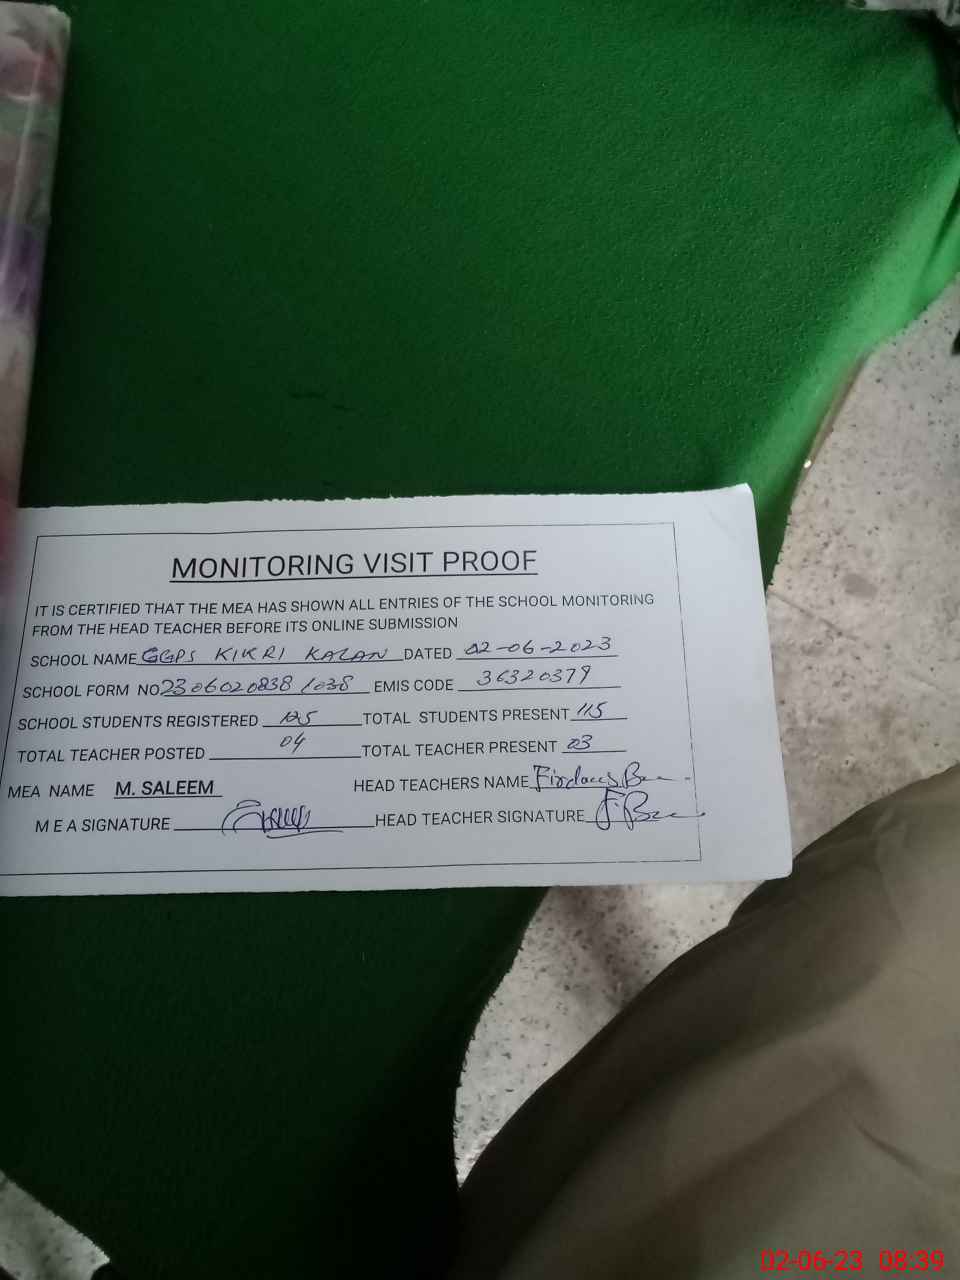 MONITORING VISIT PROOF
IT IS CERTIFIED THAT THE MEA HAS SHOWN ALL ENTRIES OF THE SCHOOL MONITORING
FROM THE HEAD TEACHER BEFORE ITS ONLINE SUBMISSION
SCHOOL NAME GGPS KIKRI KALAN DATED 02-06-2023
SCHOOL FORM NO 23060208381038 EMIS CODE 36320379
SCHOOL STUDENTS REGISTERED 125 TOTAL STUDENTS PRESENT 115
TOTAL TEACHER POSTED 04 TOTAL TEACHER PRESENT 03
MEA NAME M. SALEEM HEAD TEACHERS NAME Firdous
M E A SIGNATURE HEAD TEACHER SIGNATURE
02-06-23 08:39